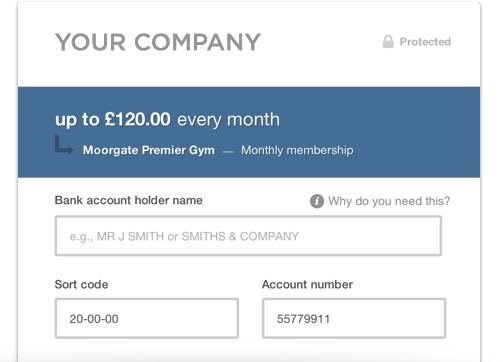 YOUR COMPANY
Protected
up to £120.00 every month
Moorgate Premier Gym — Monthly membership
Bank account holder name
Why do you need this?
e.g., MR J SMITH or SMITHS & COMPANY
Sort code
Account number
20-00-00
55779911